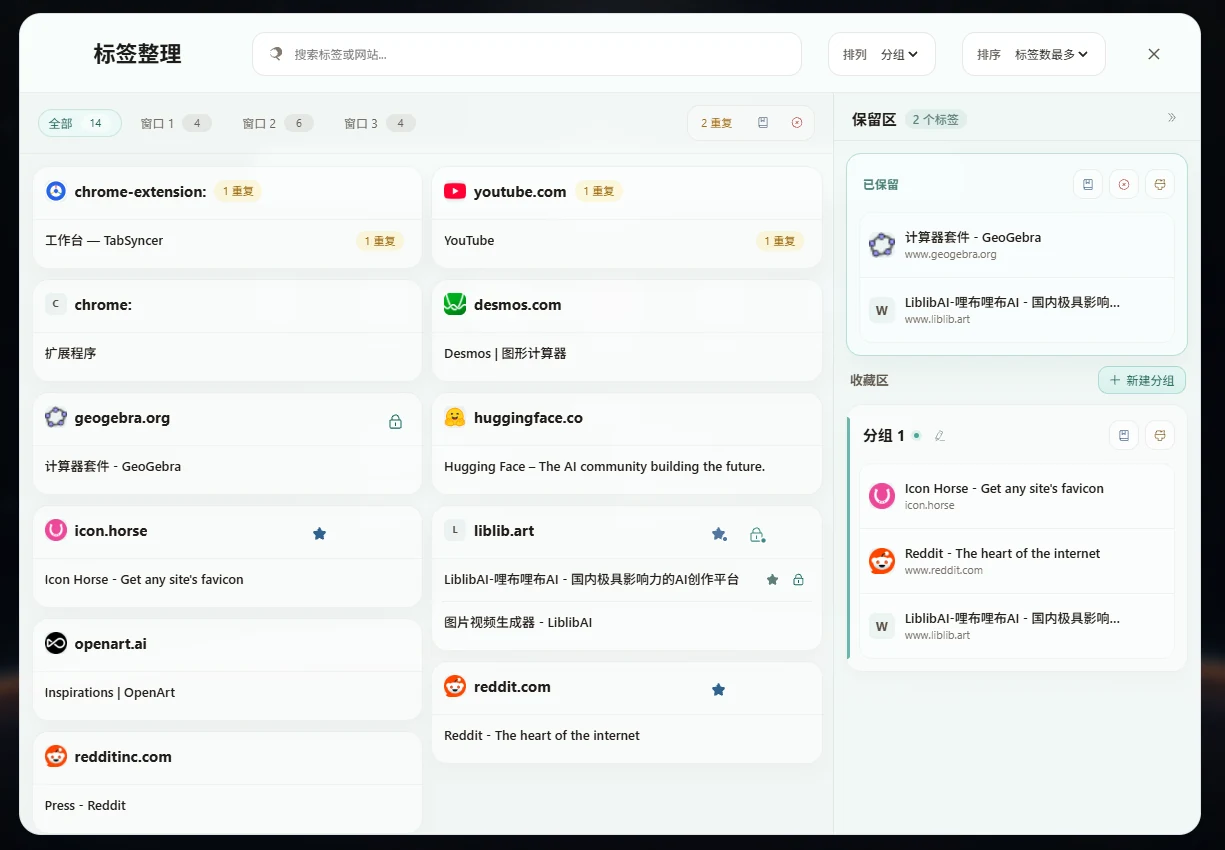 标签整理
搜索标签或网站...
排列 分组
排序 标签数最多
全部 14
窗口 1 4
窗口 2 6
窗口 3 4
2 重复
chrome-extension: 1 重复
工作台 — TabSyncer 1 重复
chrome:
C
扩展程序
geogebra.org
计算器套件 - GeoGebra
icon.horse
Icon Horse - Get any site's favicon
openart.ai
Inspirations | OpenArt
redditinc.com
Press - Reddit
youtube.com 1 重复
YouTube 1 重复
desmos.com
Desmos | 图形计算器
huggingface.co
Hugging Face – The AI community building the future.
L
liblib.art
LiblibAI-哩布哩布AI - 国内极具影响力的AI创作平台
图片视频生成器 - LiblibAI
reddit.com
Reddit - The heart of the internet
保留区 2 个标签
已保留
计算器套件 - GeoGebra
www.geogebra.org
W
LiblibAI-哩布哩布AI - 国内极具影响...
www.liblib.art
收藏区
+ 新建分组
分组 1
Icon Horse - Get any site's favicon
icon.horse
Reddit - The heart of the internet
www.reddit.com
W
LiblibAI-哩布哩布AI - 国内极具影响...
www.liblib.art